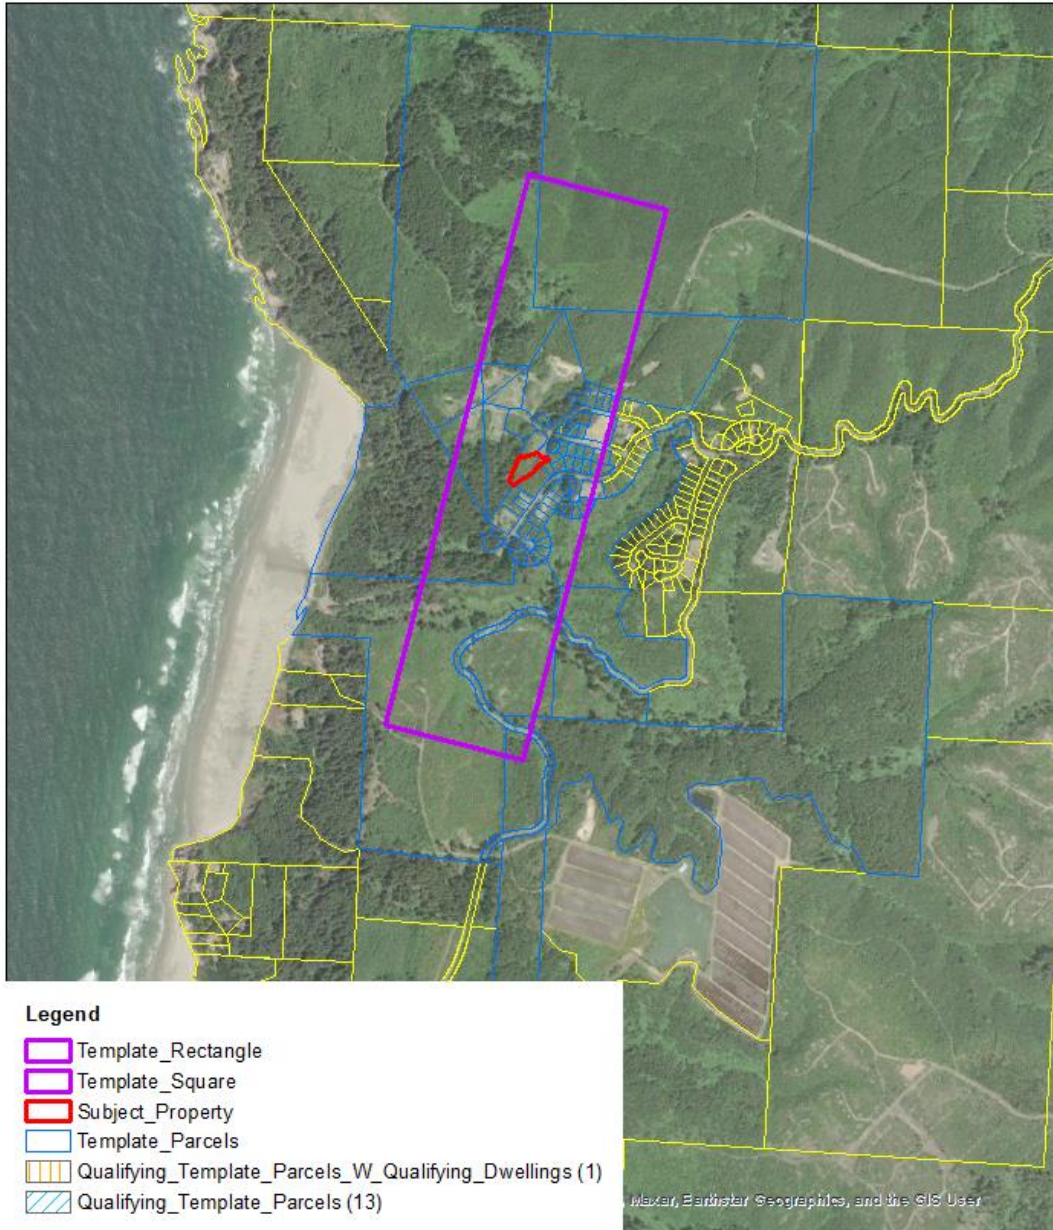 Legend
Template_Rectangle
Template_Square
Subject_Property
Template_Parcels
Qualifying_Template_Parcels_W_Qualifying_Dwellings (1)
Qualifying_Template_Parcels (13)
, Maxar, Earthstar Geographics, and the GIS User